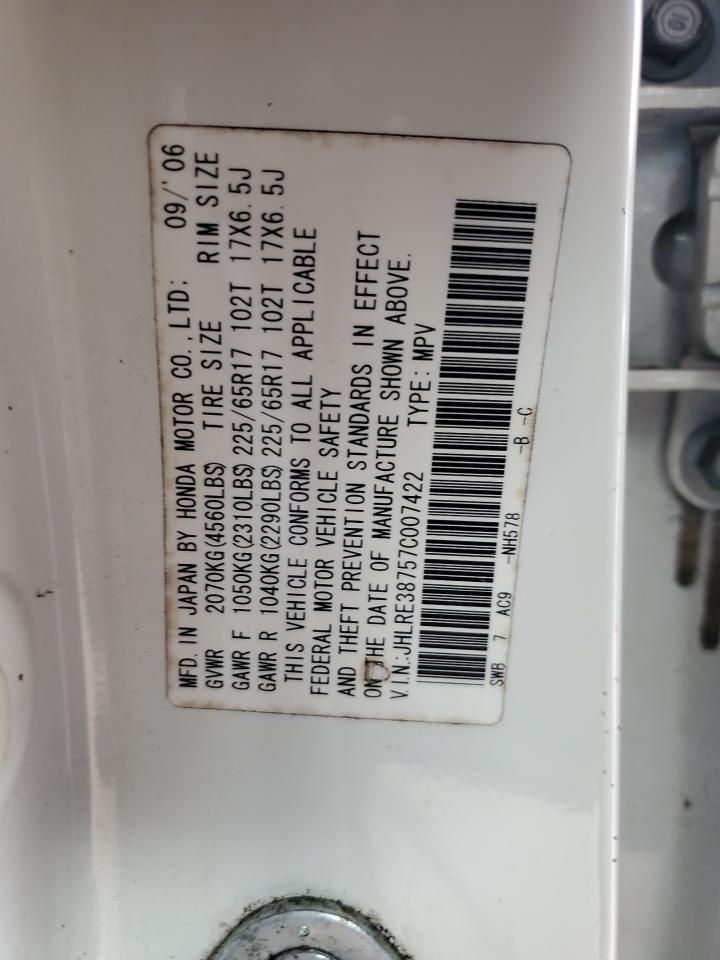 MFD. IN JAPAN BY HONDA MOTOR CO., LTD: 09/'06
GVWR 2070KG(4560LBS) TIRE SIZE RIM SIZE
GAWR F 1050KG(2310LBS) 225/65R17 102T 17X6.5J
GAWR R 1040KG(2290LBS) 225/65R17 102T 17X6.5J
THIS VEHICLE CONFORMS TO ALL APPLICABLE
FEDERAL MOTOR VEHICLE SAFETY
AND THEFT PREVENTION STANDARDS IN EFFECT
ON THE DATE OF MANUFACTURE SHOWN ABOVE.
V.I.N.:JHLRE38757C007422 TYPE: MPV
SWB 7 AC9 -NH578 -B -C